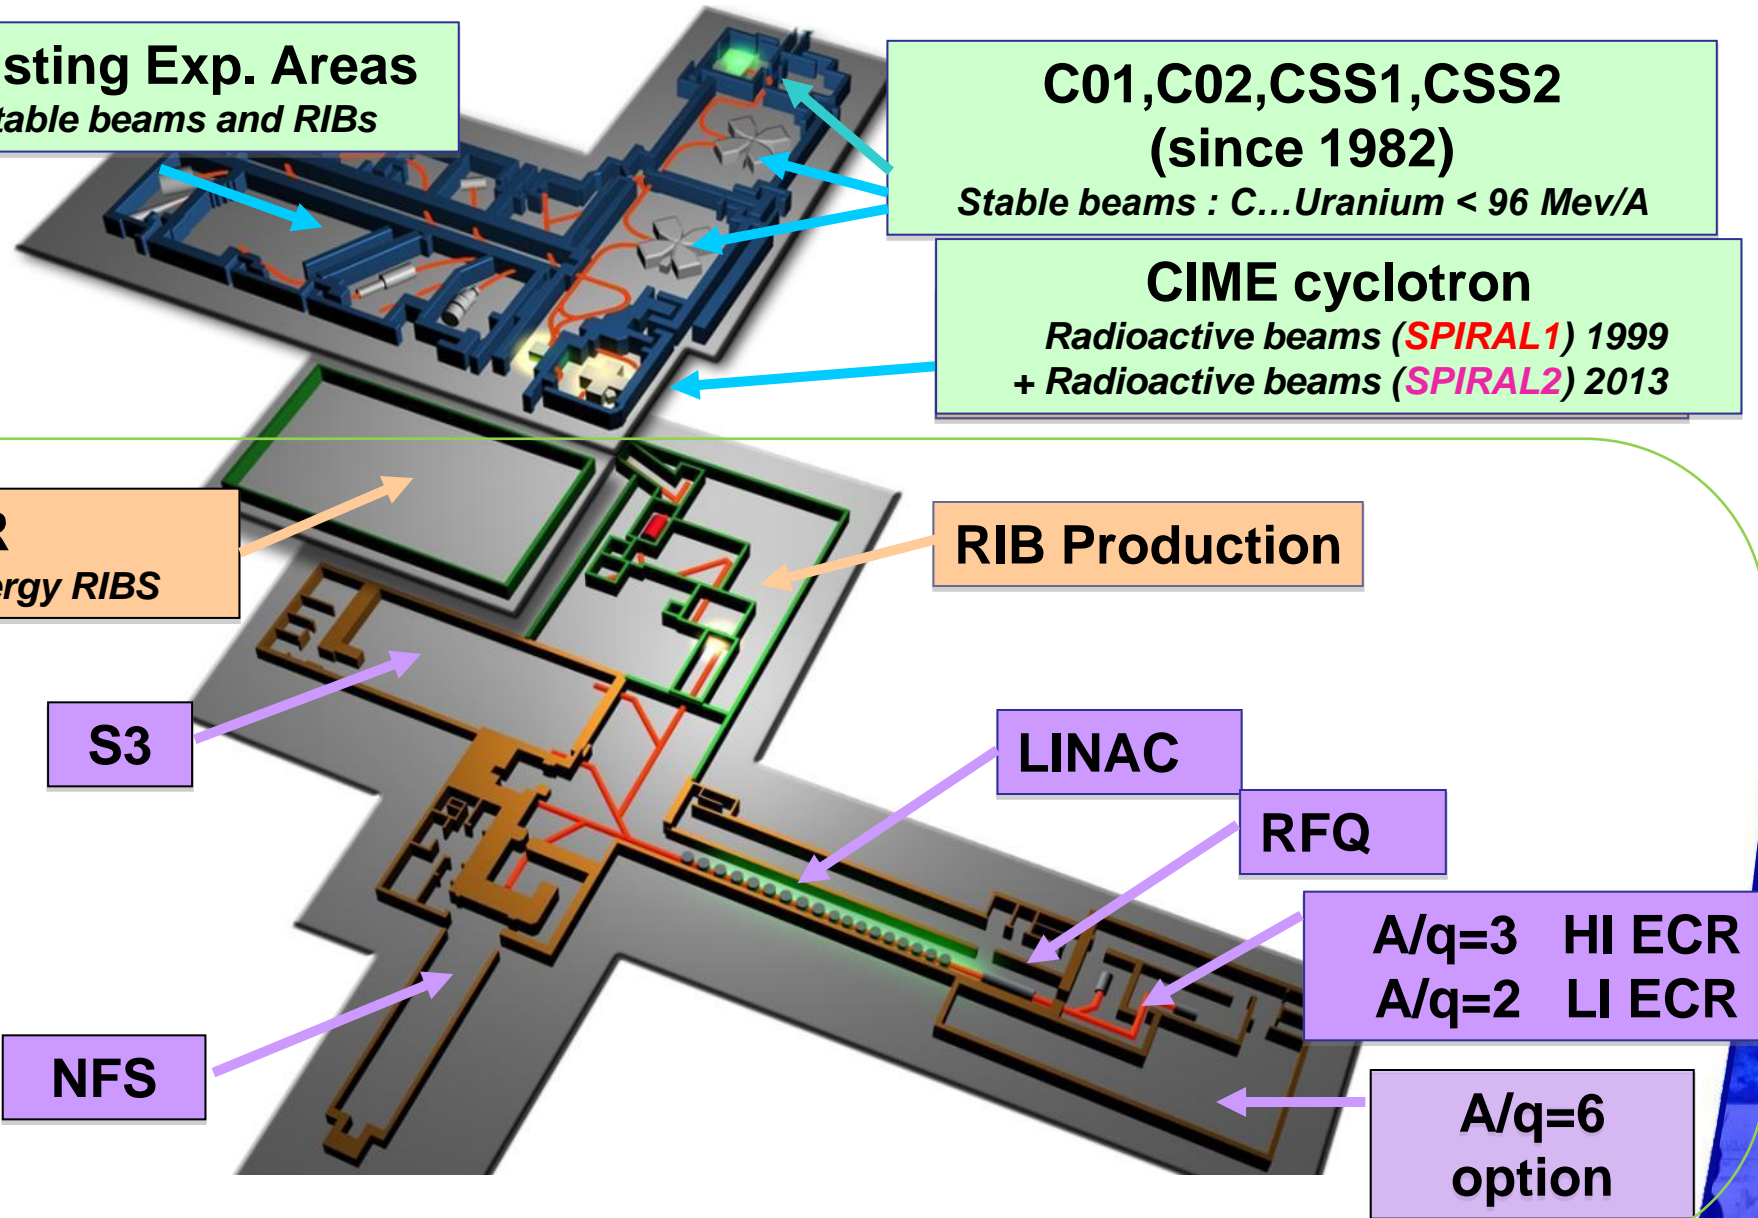 sting Exp. Areas
table beams and RIBs
C01,C02,CSS1,CSS2
(since 1982)
Stable beams : C…Uranium < 96 Mev/A
CIME cyclotron
Radioactive beams (SPIRAL1) 1999
+ Radioactive beams (SPIRAL2) 2013
R
ergy RIBS
RIB Production
S3
LINAC
RFQ
A/q=3 HI ECR
A/q=2 LI ECR
NFS
A/q=6
option